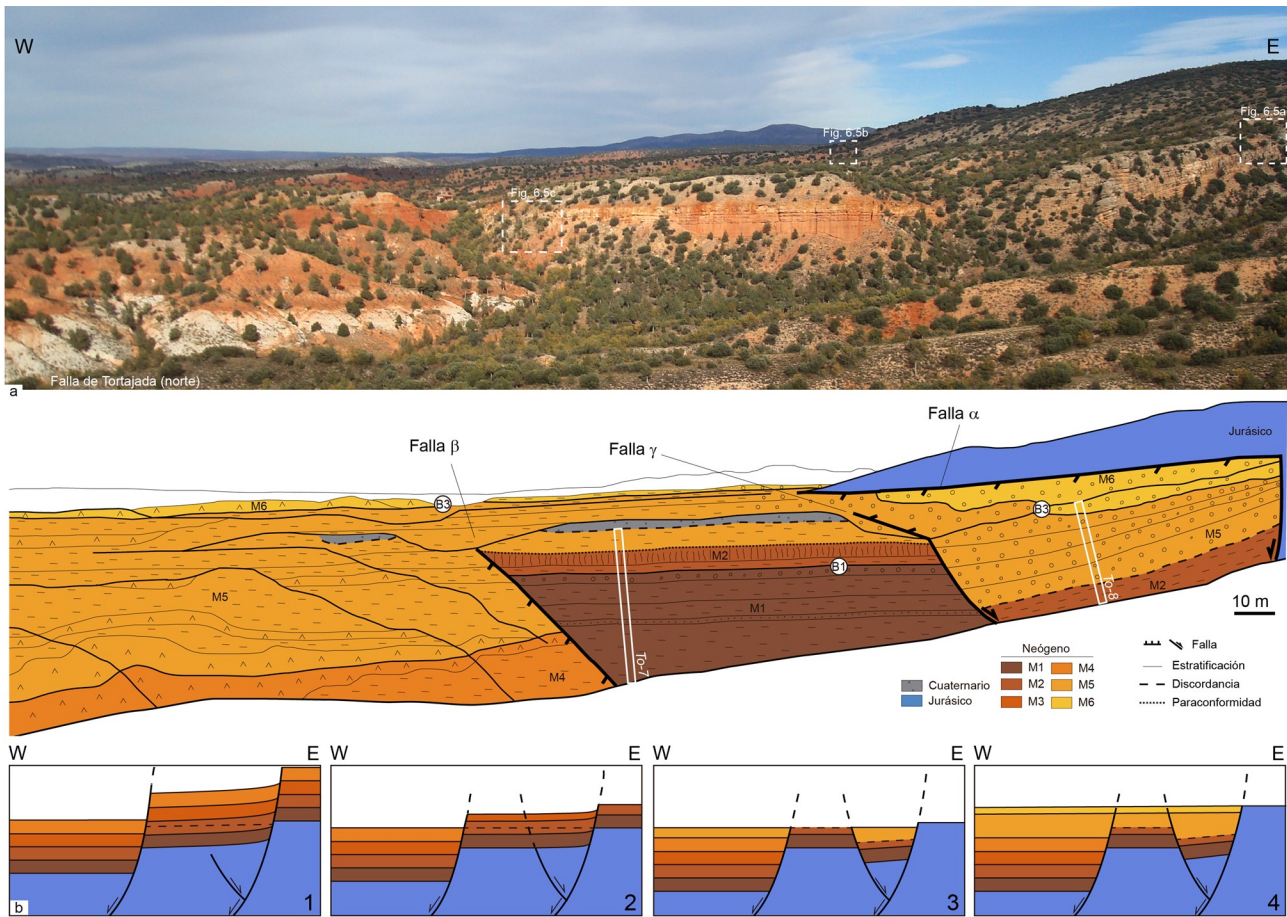 W
E
Fig. 6.5a
Fig. 6.5b
Fig. 6.5c
Falla de Tortajada (norte)
a
Falla α
Falla β
Falla γ
Jurásico
M6
B3
M6
B3
M5
M2
B1
M5
M2
M1
To-8
10 m
To-7
M4
Neógeno
M1
M4
M2
M5
M3
M6
Cuaternario
Jurásico
Falla
Estratificación
Discordancia
Paraconformidad
W
E
W
E
W
E
W
E
b
1
2
3
4